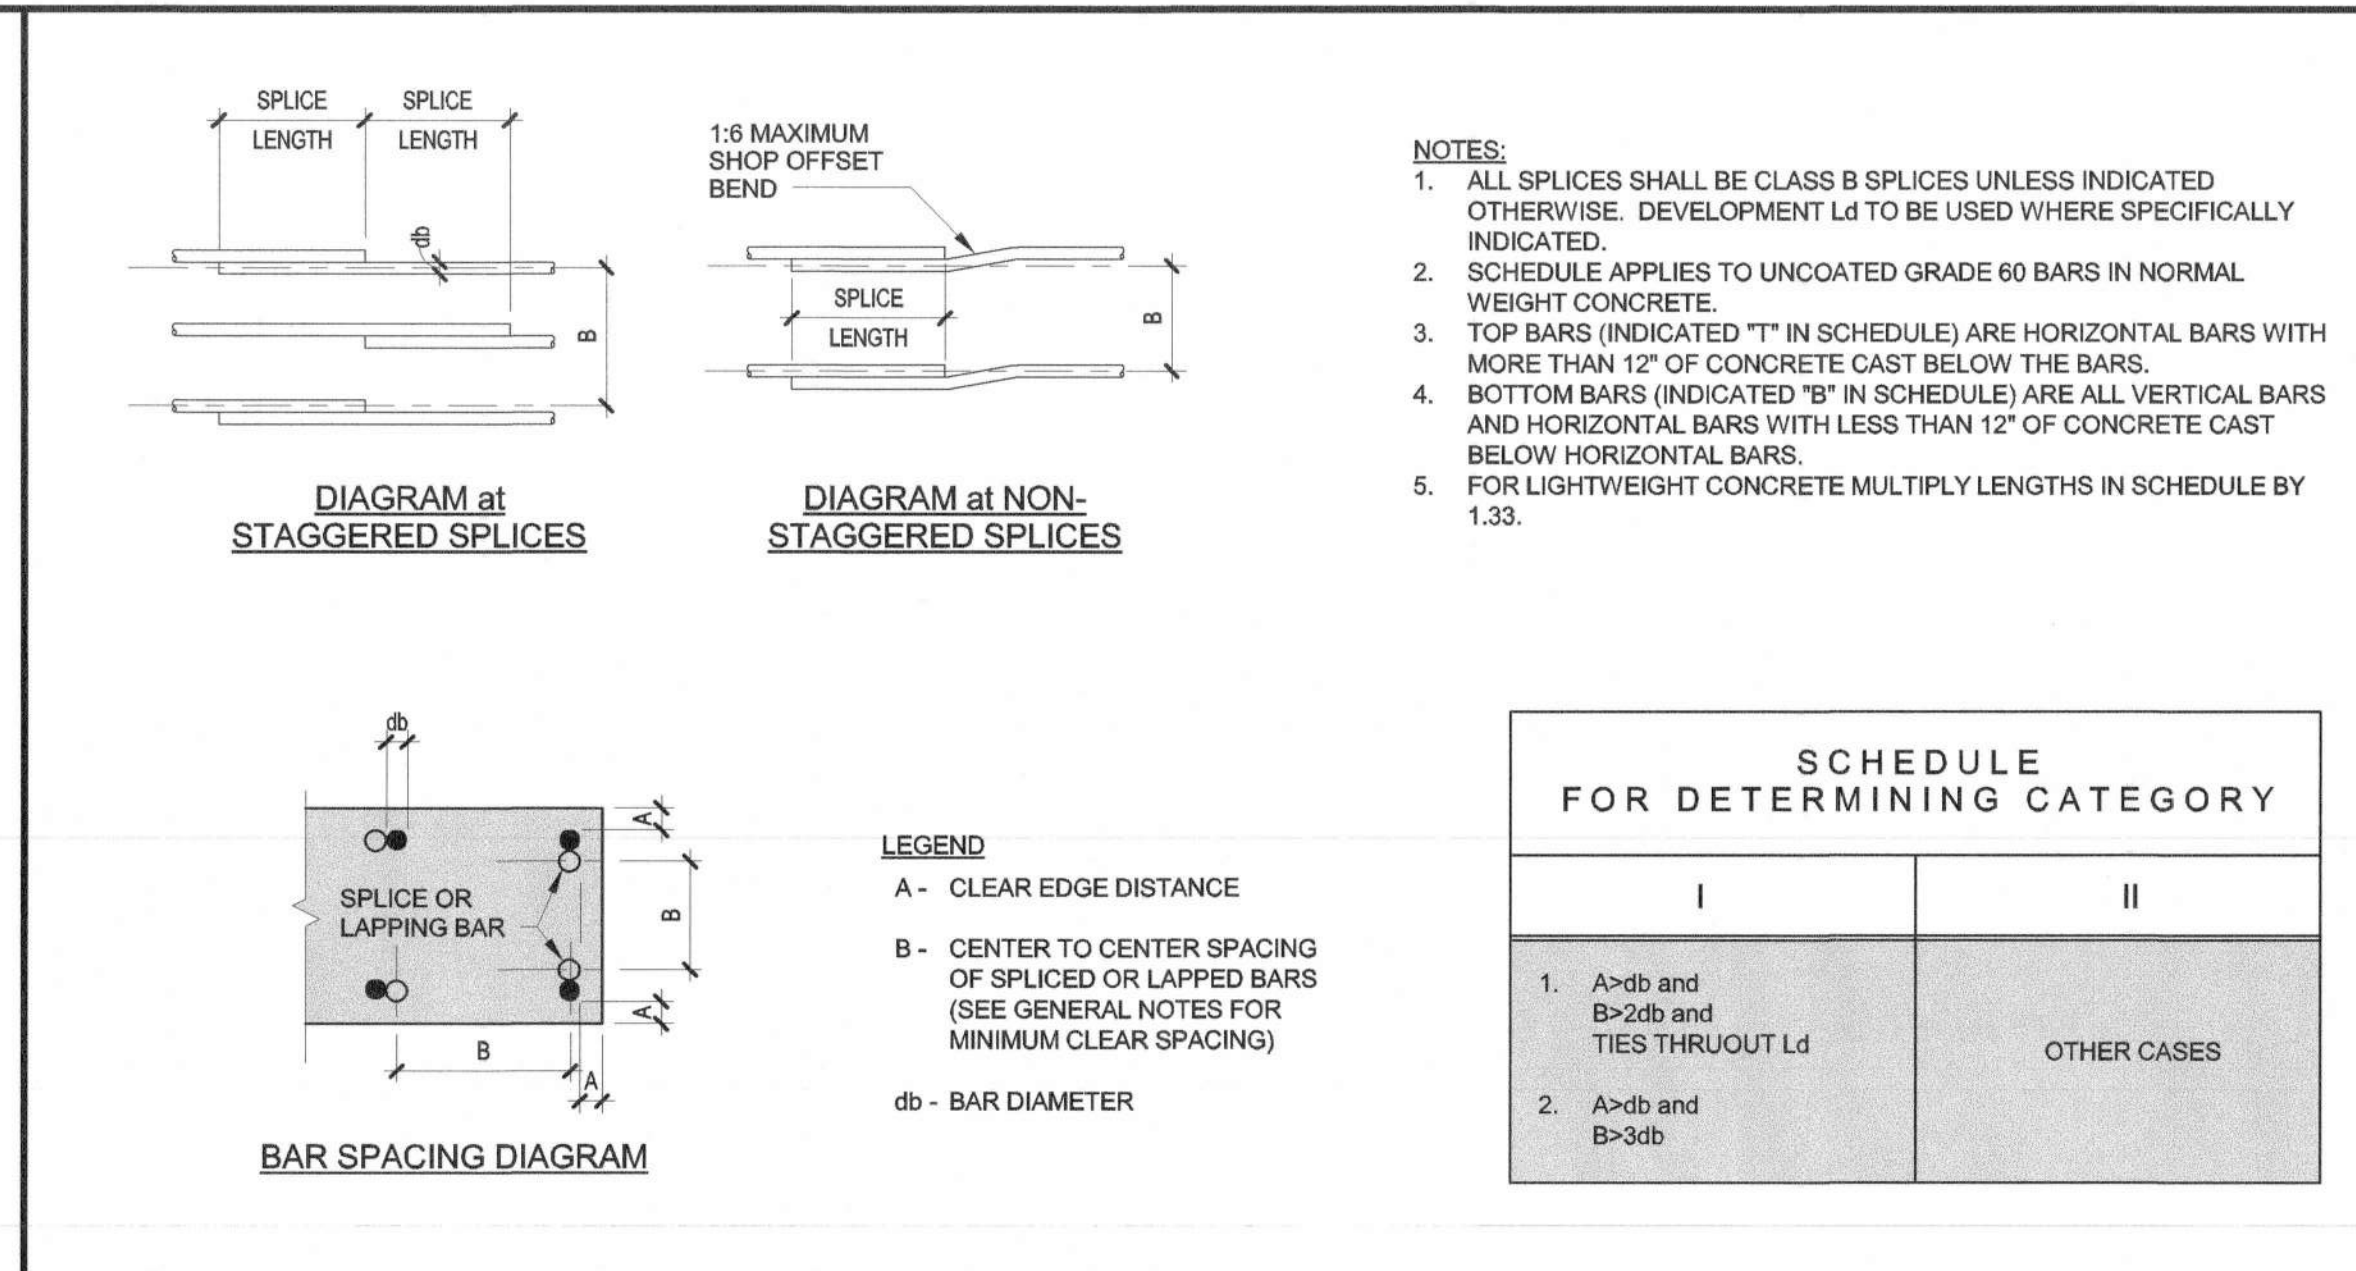 SPLICE
LENGTH
SPLICE
LENGTH
db
B
DIAGRAM at
STAGGERED SPLICES
1:6 MAXIMUM
SHOP OFFSET
BEND
SPLICE
LENGTH
B
DIAGRAM at NON-
STAGGERED SPLICES
NOTES:
1. ALL SPLICES SHALL BE CLASS B SPLICES UNLESS INDICATED
OTHERWISE. DEVELOPMENT Ld TO BE USED WHERE SPECIFICALLY
INDICATED.
2. SCHEDULE APPLIES TO UNCOATED GRADE 60 BARS IN NORMAL
WEIGHT CONCRETE.
3. TOP BARS (INDICATED "T" IN SCHEDULE) ARE HORIZONTAL BARS WITH
MORE THAN 12" OF CONCRETE CAST BELOW THE BARS.
4. BOTTOM BARS (INDICATED "B" IN SCHEDULE) ARE ALL VERTICAL BARS
AND HORIZONTAL BARS WITH LESS THAN 12" OF CONCRETE CAST
BELOW HORIZONTAL BARS.
5. FOR LIGHTWEIGHT CONCRETE MULTIPLY LENGTHS IN SCHEDULE BY
1.33.
db
A
SPLICE OR
LAPPING BAR
B
A
B
A
BAR SPACING DIAGRAM
LEGEND
A - CLEAR EDGE DISTANCE
B - CENTER TO CENTER SPACING
OF SPLICED OR LAPPED BARS
(SEE GENERAL NOTES FOR
MINIMUM CLEAR SPACING)
db - BAR DIAMETER
SCHEDULE
FOR DETERMINING CATEGORY
I
II
1. A>db and
B>2db and
TIES THRUOUT Ld
2. A>db and
B>3db
OTHER CASES